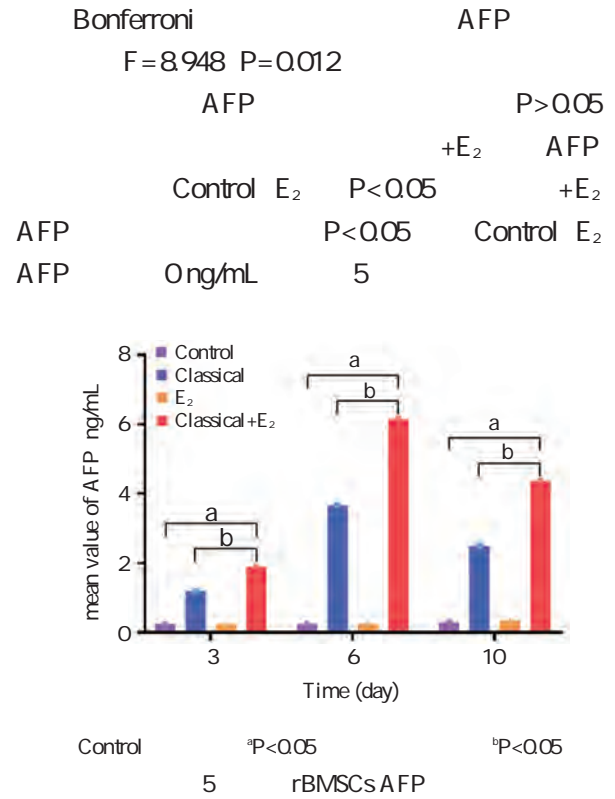 Bonferroni AFP
F=8.948 P=0.012
AFP P>0.05
+E₂ AFP
Control E₂ P<0.05 +E₂
AFP P<0.05 Control E₂
AFP 0ng/mL 5
8
6
4
2
0
mean value of AFP ng/mL
Control
Classical
E₂
Classical+E₂
a
b
a
b
a
b
3 6 10
Time (day)
Control ᵃP<0.05 ᵇP<0.05
5 rBMSCs AFP